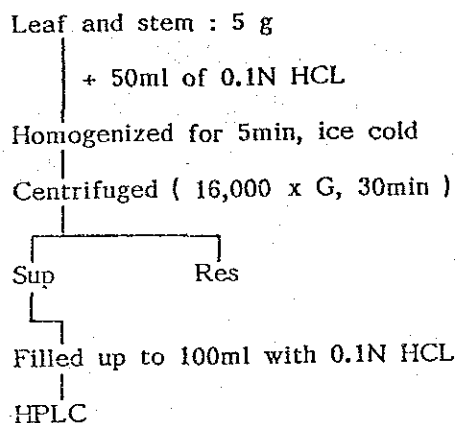 Leaf and stem : 5 g
+ 50ml of 0.1N HCL
Homogenized for 5min, ice cold
Centrifuged ( 16,000 x G, 30min )
Sup Res
Filled up to 100ml with 0.1N HCL
HPLC